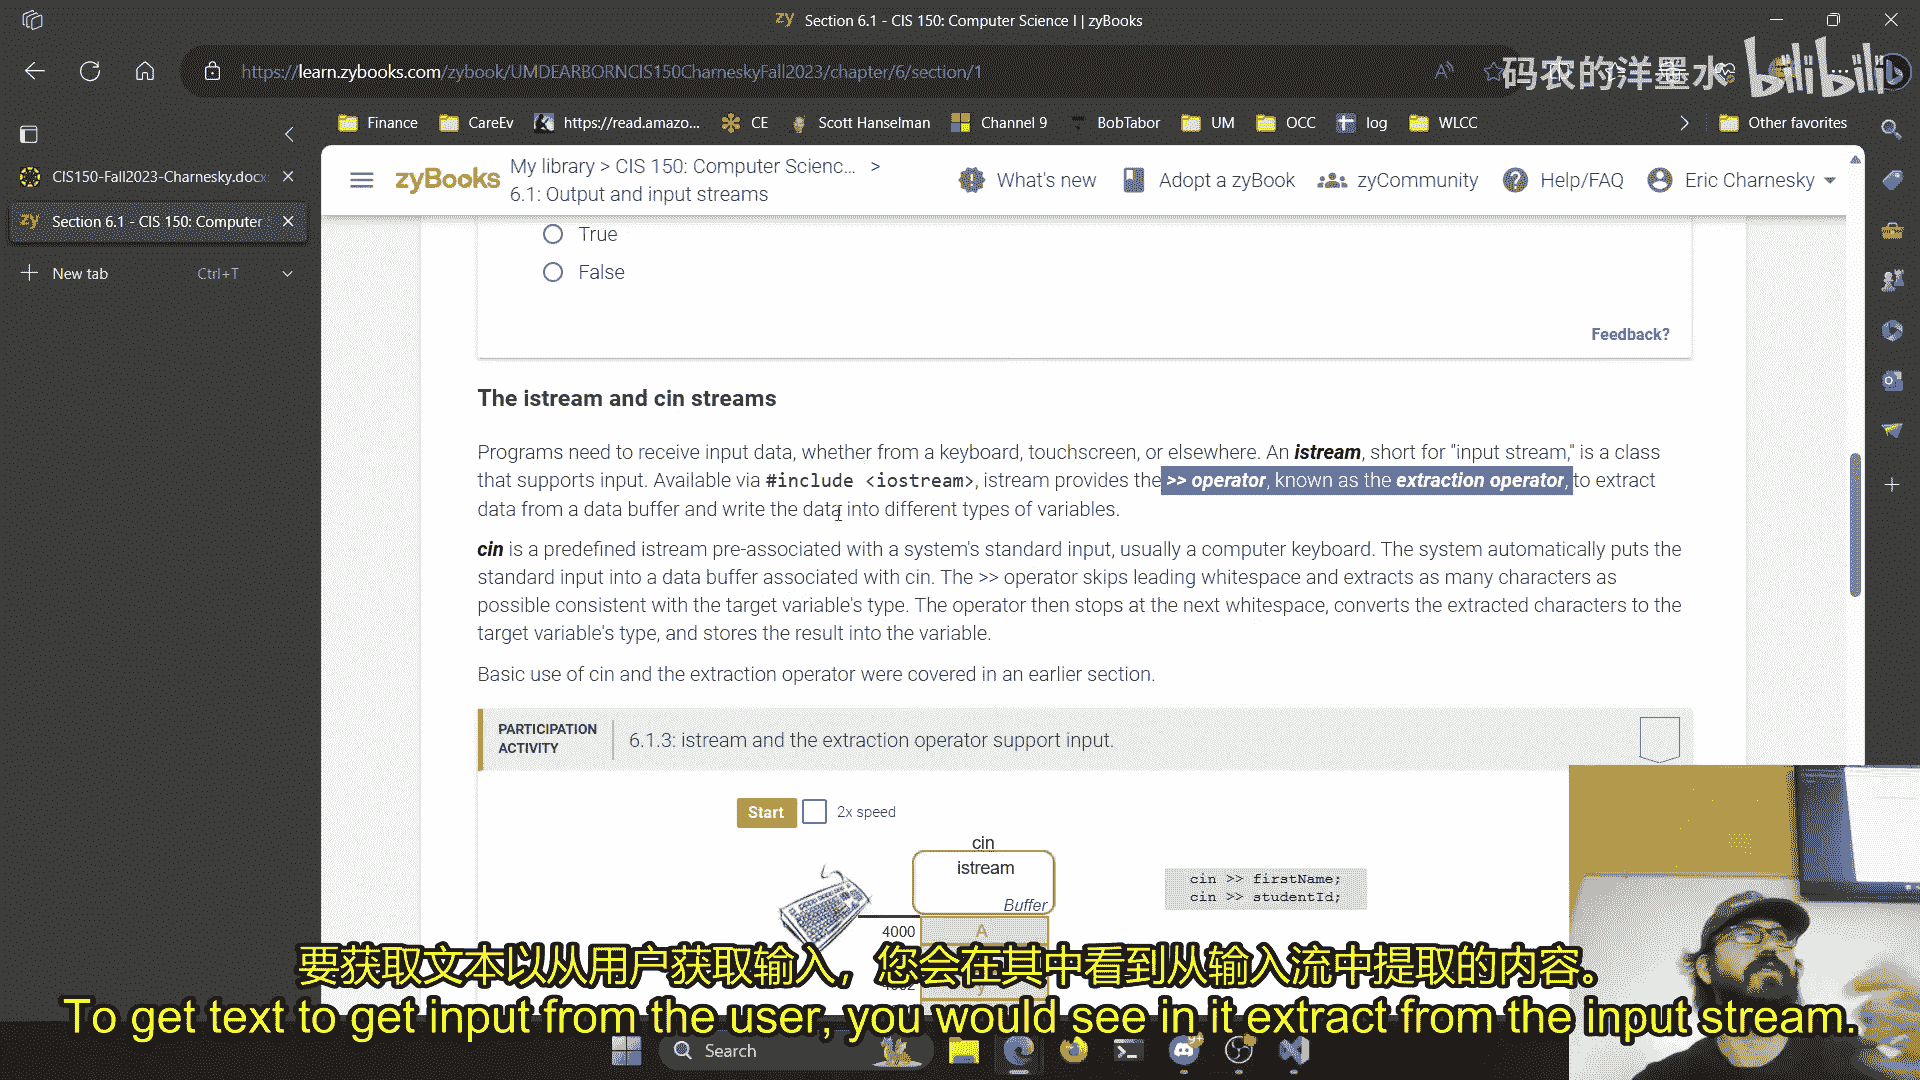 Section 6.1 - CIS 150: Computer Science I | zyBooks
https://learn.zybooks.com/zybook/UMDEARBORNCIS150CharneskyFall2023/chapter/6/section/1
码农的洋墨水 bilibili
Finance CareEv https://read.amazo... CE Scott Hanselman Channel 9 BobTabor UM OCC log WLCC Other favorites
CIS150-Fall2023-Charnesky.docx
Section 6.1 - CIS 150: Computer
New tab Ctrl+T
zyBooks
My library > CIS 150: Computer Scienc... >
6.1: Output and input streams
What's new Adopt a zyBook zyCommunity Help/FAQ Eric Charnesky
True
False
Feedback?
The istream and cin streams
Programs need to receive input data, whether from a keyboard, touchscreen, or elsewhere. An istream, short for "input stream," is a class
that supports input. Available via #include <iostream>, istream provides the >> operator, known as the extraction operator, to extract
data from a data buffer and write the data into different types of variables.
cin is a predefined istream pre-associated with a system's standard input, usually a computer keyboard. The system automatically puts the
standard input into a data buffer associated with cin. The >> operator skips leading whitespace and extracts as many characters as
possible consistent with the target variable's type. The operator then stops at the next whitespace, converts the extracted characters to the
target variable's type, and stores the result into the variable.
Basic use of cin and the extraction operator were covered in an earlier section.
PARTICIPATION
ACTIVITY
6.1.3: istream and the extraction operator support input.
Start 2x speed
cin
istream
Buffer
cin >> firstName;
cin >> studentId;
4000 A
要获取文本以从用户获取输入，您会在其中看到从输入流中提取的内容。
To get text to get input from the user, you would see in it extract from the input stream.
Search